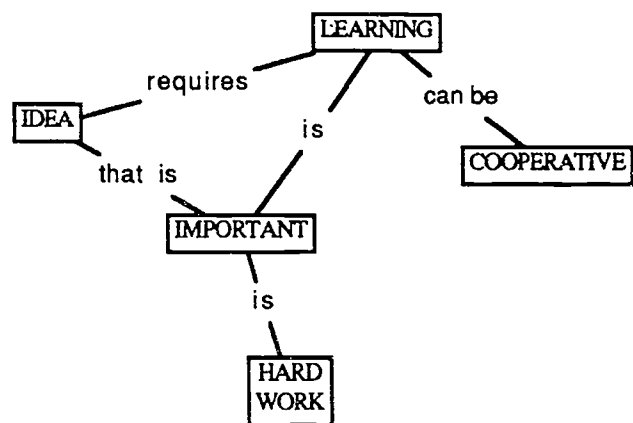 LEARNING
requires
can be
IDEA
is
COOPERATIVE
that is
IMPORTANT
is
HARD
WORK